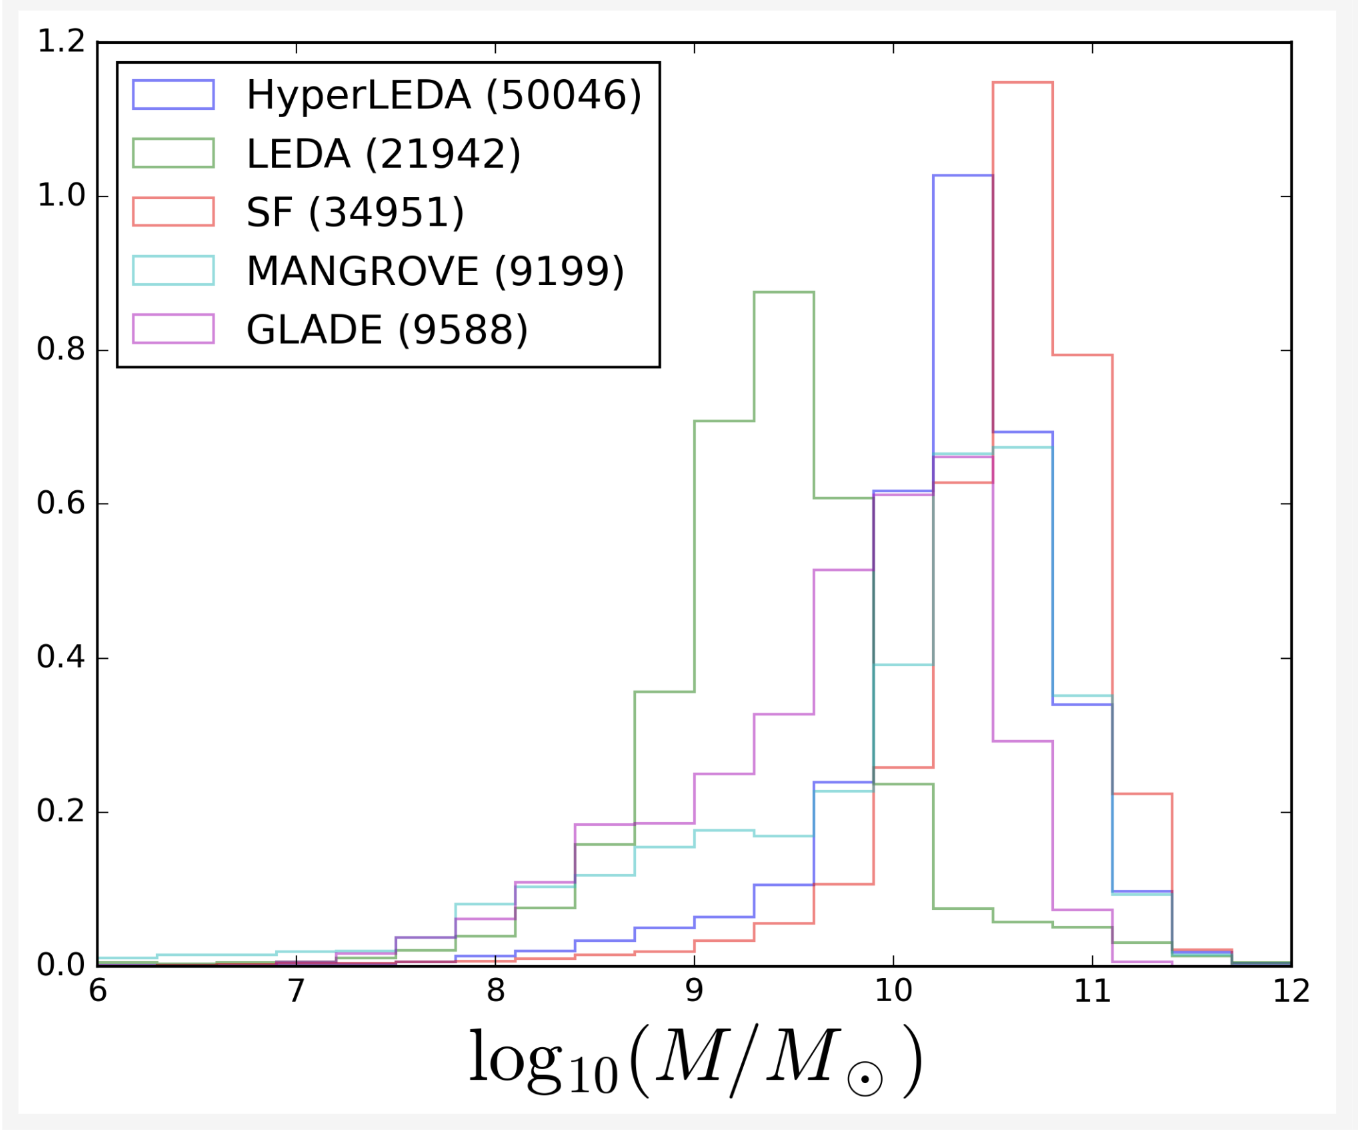 1.2
1.0
0.8
0.6
0.4
0.2
0.0
HyperLEDA (50046)
LEDA (21942)
SF (34951)
MANGROVE (9199)
GLADE (9588)
6 7 8 9 10 11 12
log₁₀(M/M☉)